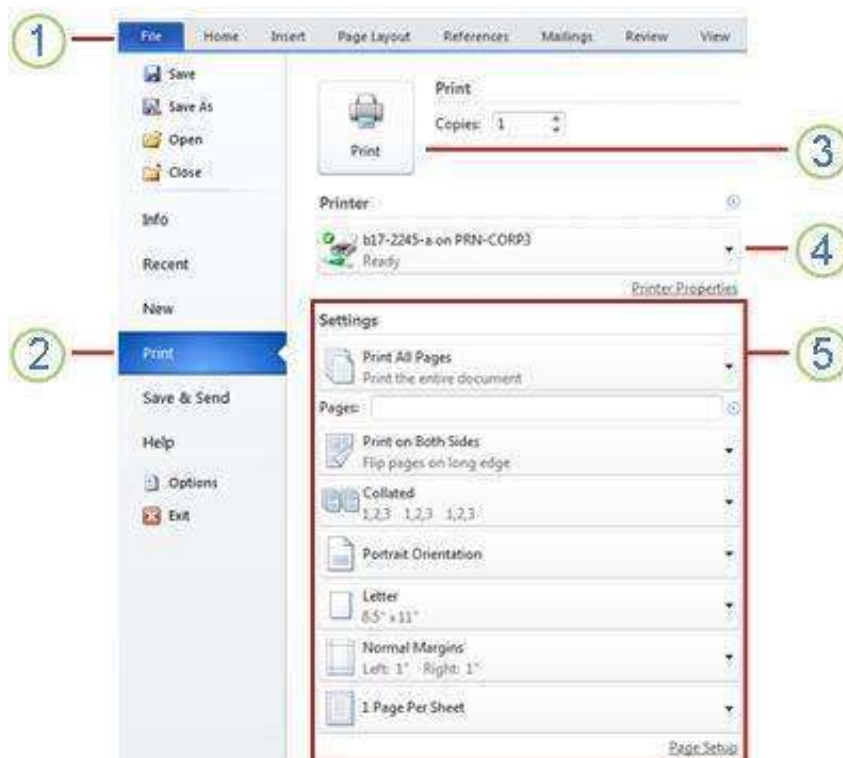 1
File Home Insert Page Layout References Mailings Review View
Save
Save As
Open
Close
Info
Recent
New
2
Print
Save & Send
Help
Options
Exit
Print
Print
Copies: 1
3
Printer
b17-2245-a on PRN-CORP3
Ready
4
Printer Properties
Settings
5
Print All Pages
Print the entire document
Pages:
Print on Both Sides
Flip pages on long edge
Collated
1,2,3 1,2,3 1,2,3
Portrait Orientation
Letter
8.5" x 11"
Normal Margins
Left: 1" Right: 1"
1 Page Per Sheet
Page Setup